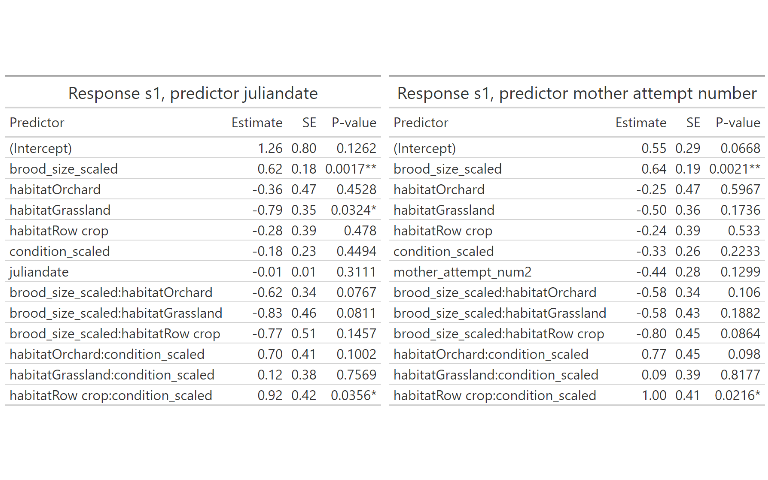 Response s1, predictor juliandate
Predictor Estimate SE P-value
(Intercept) 1.26 0.80 0.1262
brood_size_scaled 0.62 0.18 0.0017**
habitatOrchard -0.36 0.47 0.4528
habitatGrassland -0.79 0.35 0.0324*
habitatRow crop -0.28 0.39 0.478
condition_scaled -0.18 0.23 0.4494
juliandate -0.01 0.01 0.3111
brood_size_scaled:habitatOrchard -0.62 0.34 0.0767
brood_size_scaled:habitatGrassland -0.83 0.46 0.0811
brood_size_scaled:habitatRow crop -0.77 0.51 0.1457
habitatOrchard:condition_scaled 0.70 0.41 0.1002
habitatGrassland:condition_scaled 0.12 0.38 0.7569
habitatRow crop:condition_scaled 0.92 0.42 0.0356*
Response s1, predictor mother attempt number
Predictor Estimate SE P-value
(Intercept) 0.55 0.29 0.0668
brood_size_scaled 0.64 0.19 0.0021**
habitatOrchard -0.25 0.47 0.5967
habitatGrassland -0.50 0.36 0.1736
habitatRow crop -0.24 0.39 0.533
condition_scaled -0.33 0.26 0.2233
mother_attempt_num2 -0.44 0.28 0.1299
brood_size_scaled:habitatOrchard -0.58 0.34 0.106
brood_size_scaled:habitatGrassland -0.58 0.43 0.1882
brood_size_scaled:habitatRow crop -0.80 0.45 0.0864
habitatOrchard:condition_scaled 0.77 0.45 0.098
habitatGrassland:condition_scaled 0.09 0.39 0.8177
habitatRow crop:condition_scaled 1.00 0.41 0.0216*